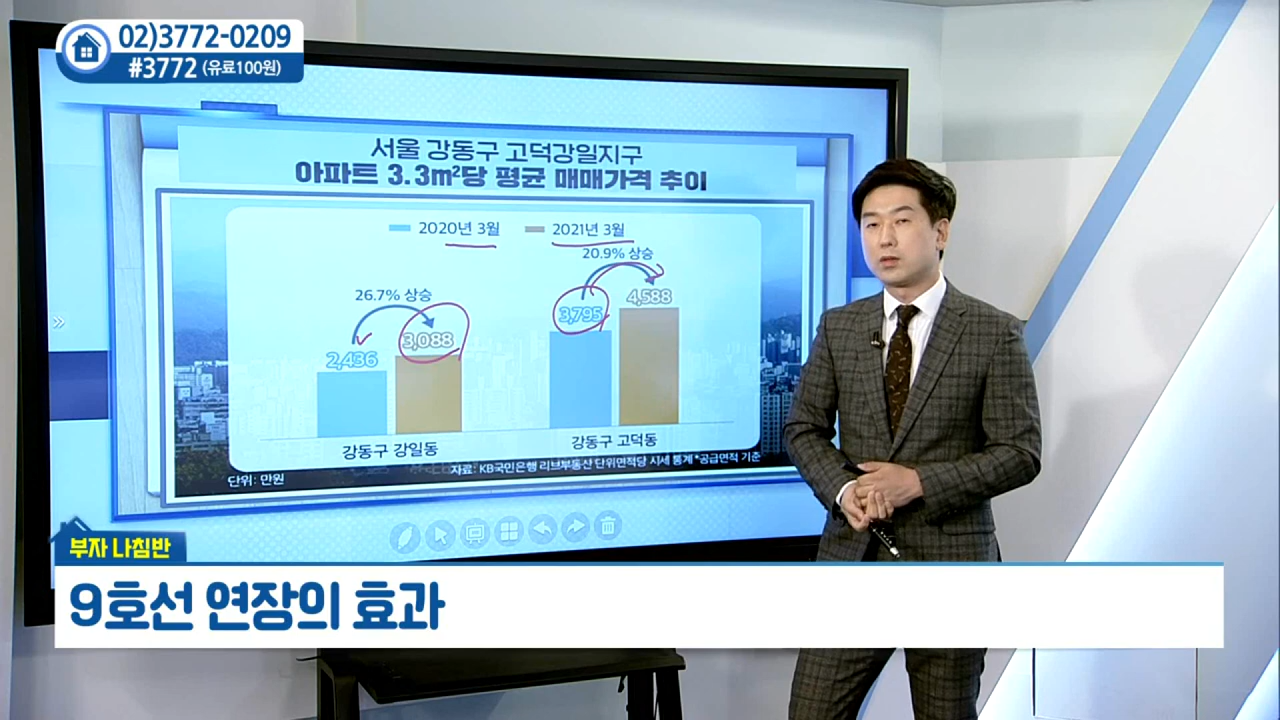 02)3772-0209
#3772 (유료100원)
서울 강동구 고덕강일지구
아파트 3.3m²당 평균 매매가격 추이
2020년 3월 2021년 3월
20.9% 상승
26.7% 상승
4,588
3,795
3,088
2,436
강동구 강일동 강동구 고덕동
자료: KB국민은행 리브부동산 단위면적당 시세 통계 *공급면적 기준
단위: 만원
부자 나침반
9호선 연장의 효과